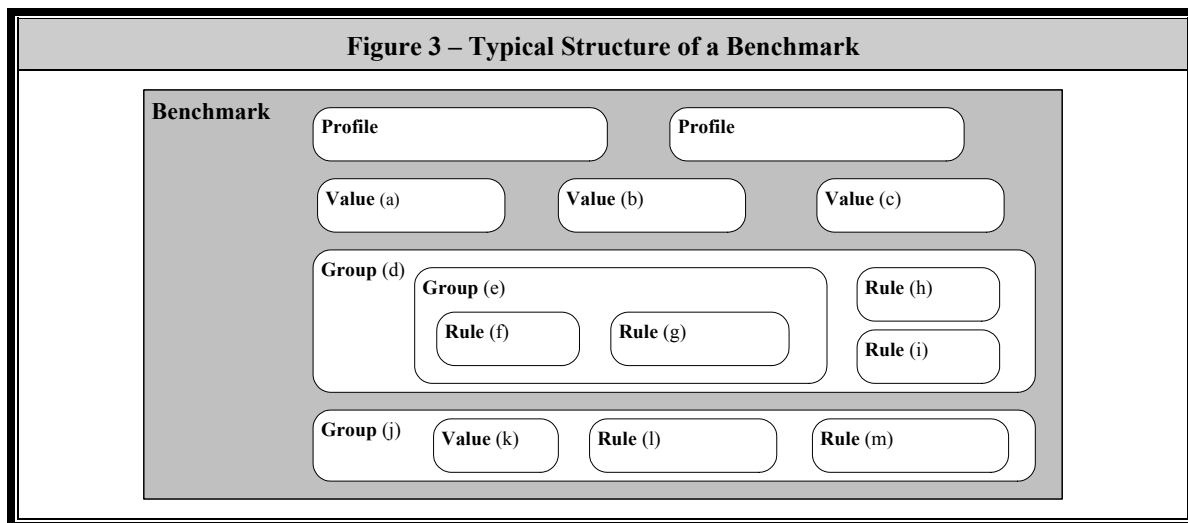 Figure 3 – Typical Structure of a Benchmark
Benchmark
Profile
Profile
Value (a)
Value (b)
Value (c)
Group (d)
Group (e)
Rule (f)
Rule (g)
Rule (h)
Rule (i)
Group (j)
Value (k)
Rule (l)
Rule (m)